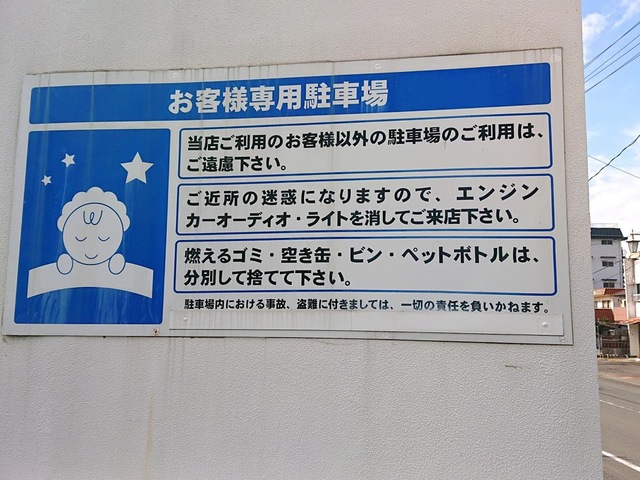 お客様専用駐車場
当店ご利用のお客様以外の駐車場のご利用は、
ご遠慮下さい。
ご近所の迷惑になりますので、エンジン
カーオーディオ・ライトを消してご来店下さい。
燃えるゴミ・空き缶・ビン・ペットボトルは、
分別して捨てて下さい。
駐車場内における事故、盗難に付きましては、一切の責任を負いかねます。